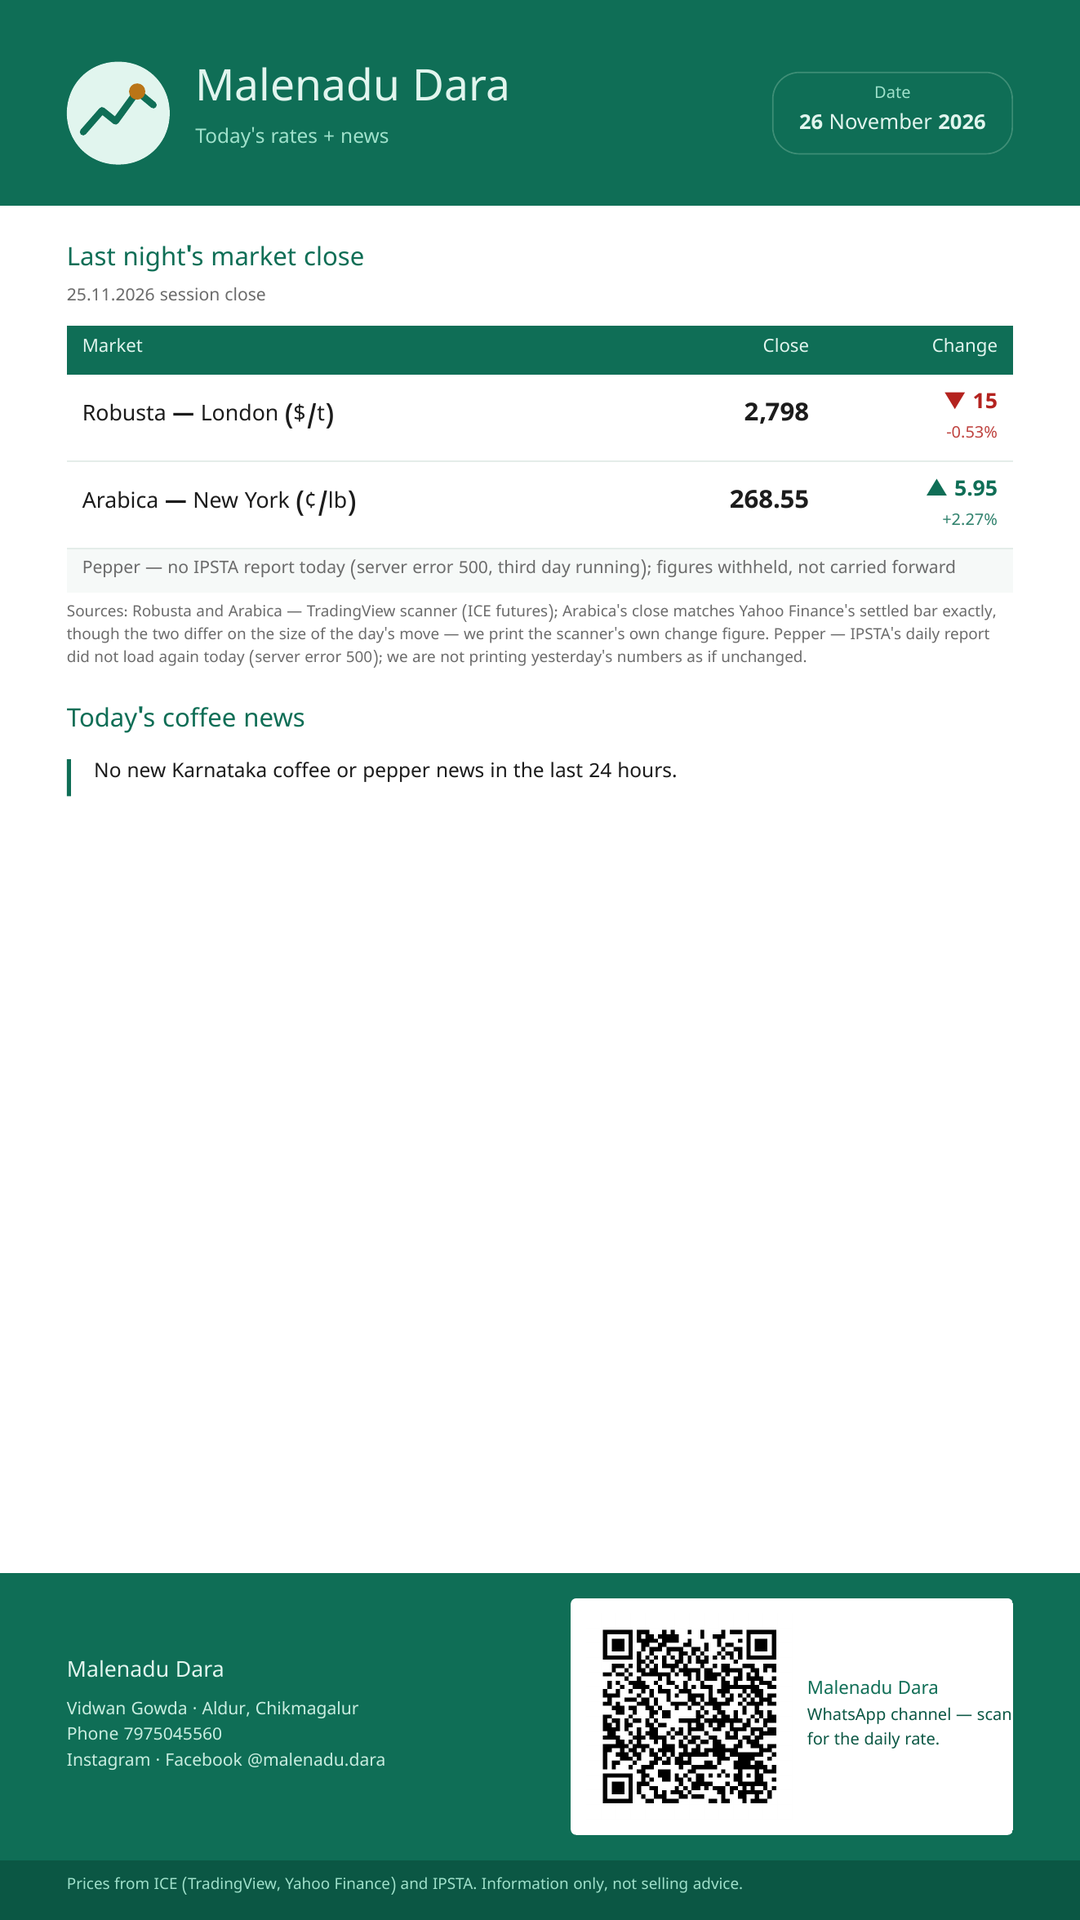 Malenadu Dara
Today's rates + news
Date
26 November 2026
Last night's market close
25.11.2026 session close
Market Close Change
Robusta — London ($/t) 2,798 ▼ 15
-0.53%
Arabica — New York (¢/lb) 268.55 ▲ 5.95
+2.27%
Pepper — no IPSTA report today (server error 500, third day running); figures withheld, not carried forward
Sources: Robusta and Arabica — TradingView scanner (ICE futures); Arabica's close matches Yahoo Finance's settled bar exactly,
though the two differ on the size of the day's move — we print the scanner's own change figure. Pepper — IPSTA's daily report
did not load again today (server error 500); we are not printing yesterday's numbers as if unchanged.
Today's coffee news
No new Karnataka coffee or pepper news in the last 24 hours.
Malenadu Dara
Vidwan Gowda · Aldur, Chikmagalur
Phone 7975045560
Instagram · Facebook @malenadu.dara
Malenadu Dara
WhatsApp channel — scan
for the daily rate.
Prices from ICE (TradingView, Yahoo Finance) and IPSTA. Information only, not selling advice.